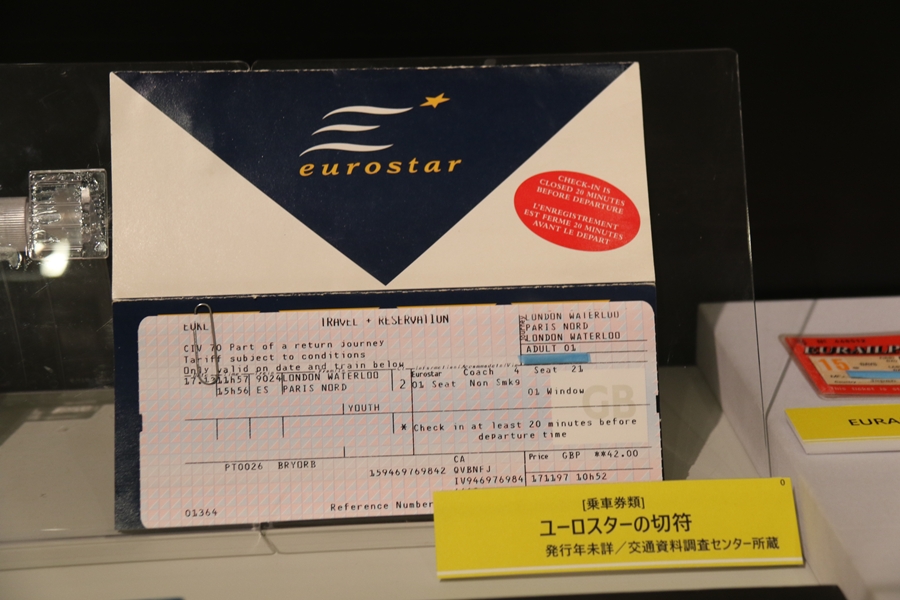 eurostar
CHECK-IN IS
CLOSED 20 MINUTES
BEFORE DEPARTURE
L'ENREGISTREMENT
EST FERME 20 MINUTES
AVANT LE DEPART
TRAVEL + RESERVATION
LONDON WATERLOO
PARIS NORD
LONDON WATERLOO
ADULT 01
CIV 70 Part of a return journey
Tariff subject to conditions
Only valid on date and train below
11h57 9024 LONDON WATERLOO
15h56 ES PARIS NORD
2 Eurostar Coach 4 Seat 21
01 Seat Non Smkg 01 Window
GB
YOUTH
* Check in at least 20 minutes before
departure time
PT0026 BRYORB
159469769842
CA
QVBNFJ
IV946976984
Price GBP **42.00
171197 10h52
01364
Reference Number
[乗車券類]
ユーロスターの切符
発行年未詳/交通資料調査センター所蔵
0
EURA